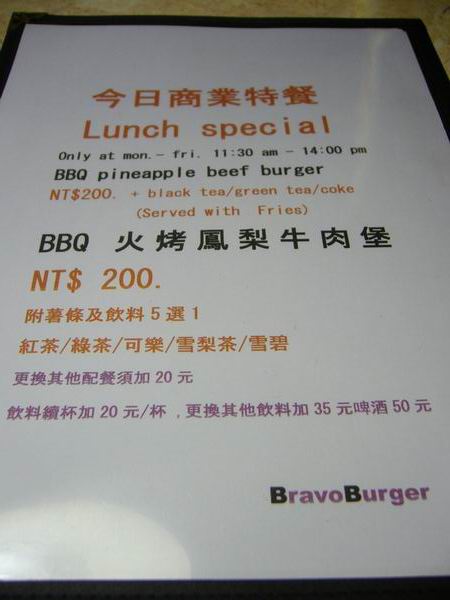 今日商業特餐
Lunch special
Only at mon.- fri. 11:30 am - 14:00 pm
BBQ pineapple beef burger
NT$200. + black tea/green tea/coke
(Served with Fries)
BBQ 火烤鳳梨牛肉堡
NT$ 200.
附薯條及飲料5選1
紅茶/綠茶/可樂/雪梨茶/雪碧
更換其他配餐須加20元
飲料續杯加20元/杯 ,更換其他飲料加35元啤酒50元
BravoBurger